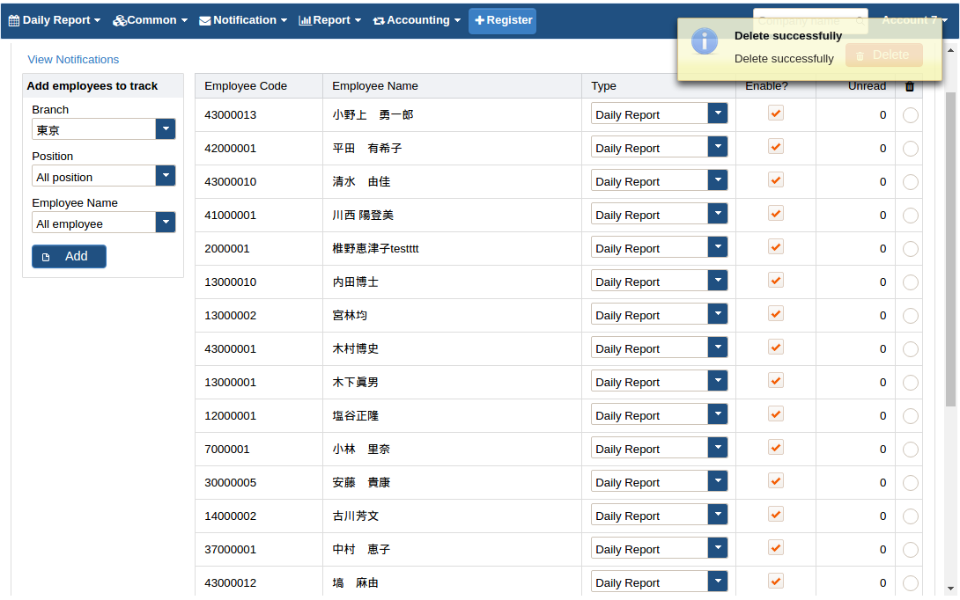 Daily Report Common Notification Report Accounting Register Account 7
Delete successfully
Delete successfully Delete
View Notifications
Add employees to track
Branch
東京
Position
All position
Employee Name
All employee
Add
Employee Code Employee Name Type Enable? Unread
43000013 小野上 勇一郎 Daily Report 0
42000001 平田 有希子 Daily Report 0
43000010 清水 由佳 Daily Report 0
41000001 川西 陽登美 Daily Report 0
2000001 椎野恵津子testttt Daily Report 0
13000010 内田博士 Daily Report 0
13000002 宮林均 Daily Report 0
43000001 木村博史 Daily Report 0
13000001 木下眞男 Daily Report 0
12000001 塩谷正隆 Daily Report 0
7000001 小林 里奈 Daily Report 0
30000005 安藤 貴康 Daily Report 0
14000002 古川芳文 Daily Report 0
37000001 中村 恵子 Daily Report 0
43000012 塙 麻由 Daily Report 0